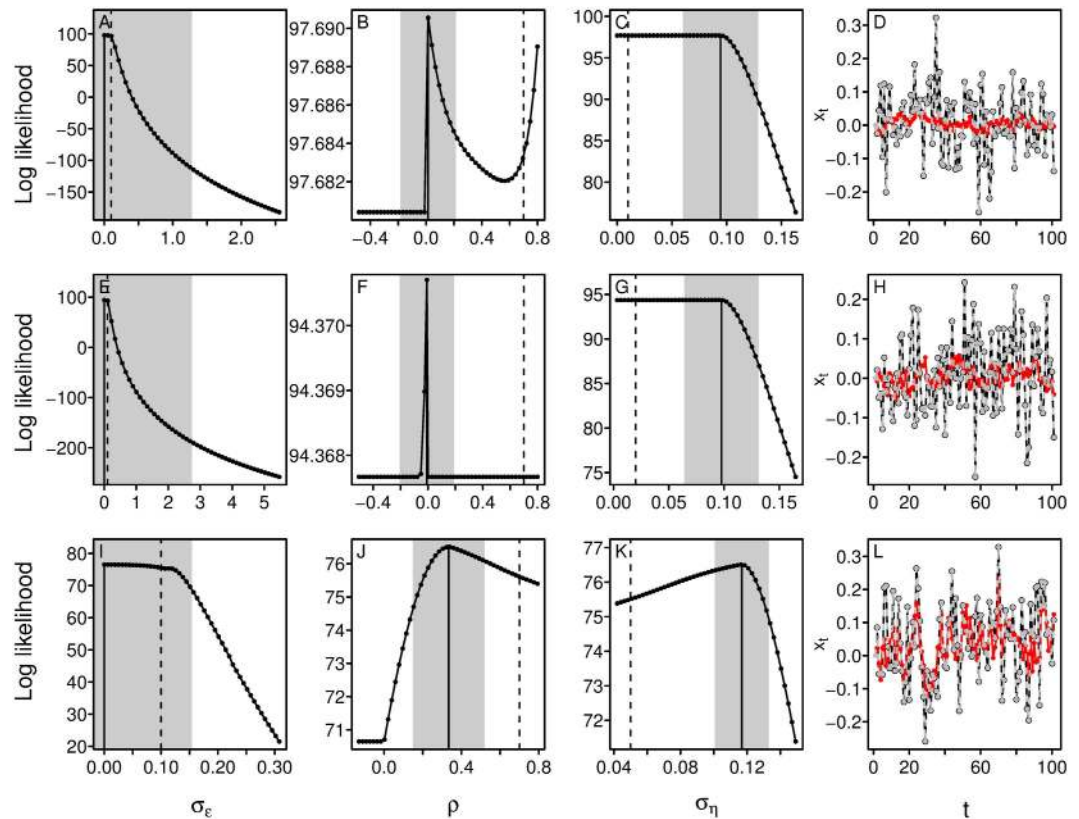 A B C D
Log likelihood
100
50
0
−50
−100
−150
0.0 1.0 2.0
97.690
97.688
97.686
97.684
97.682
−0.4 0.0 0.4 0.8
95
90
85
80
0.00 0.05 0.10 0.15
x_t
0.3
0.2
0.1
0.0
−0.1
−0.2
0 20 60 100
E F G H
Log likelihood
100
0
−100
−200
0 1 2 3 4 5
94.370
94.369
94.368
−0.4 0.0 0.4 0.8
95
90
85
80
75
0.00 0.05 0.10 0.15
x_t
0.2
0.1
0.0
−0.1
−0.2
0 20 60 100
I J K L
Log likelihood
80
70
60
50
40
30
20
0.00 0.10 0.20 0.30
76
75
74
73
72
71
−0.4 0.0 0.4 0.8
77
76
75
74
73
72
0.04 0.08 0.12
x_t
0.3
0.2
0.1
0.0
−0.1
−0.2
0 20 60 100
σ_ε ρ σ_η t